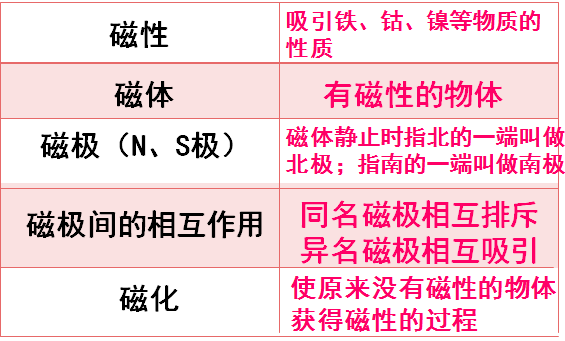 磁性
吸引铁、钴、镍等物质的
性质
磁体
有磁性的物体
磁极（N、S极）
磁体静止时指北的一端叫做
北极；指南的一端叫做南极
磁极间的相互作用
同名磁极相互排斥
异名磁极相互吸引
磁化
使原来没有磁性的物体
获得磁性的过程